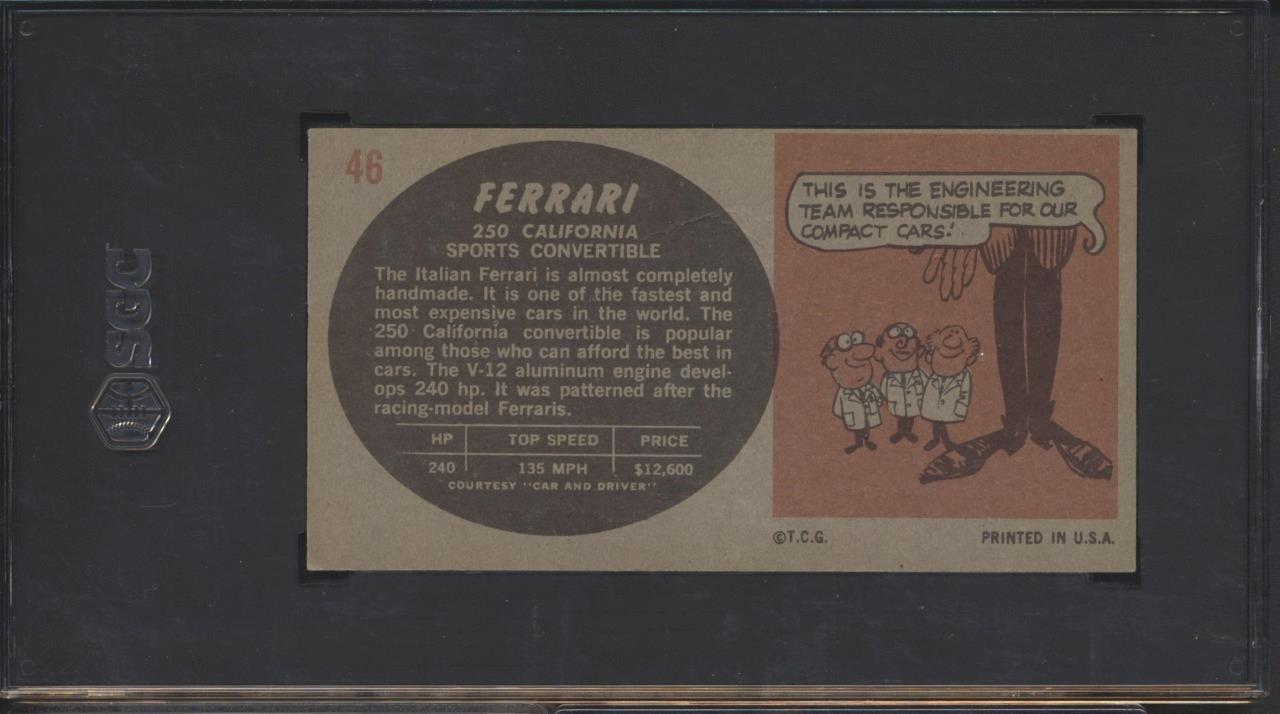 SGC
46
FERRARI
250 CALIFORNIA
SPORTS CONVERTIBLE
The Italian Ferrari is almost completely
handmade. It is one of the fastest and
most expensive cars in the world. The
250 California convertible is popular
among those who can afford the best in
cars. The V-12 aluminum engine devel-
ops 240 hp. It was patterned after the
racing-model Ferraris.
HP TOP SPEED PRICE
240 135 MPH $12,600
COURTESY "CAR AND DRIVER"
THIS IS THE ENGINEERING
TEAM RESPONSIBLE FOR OUR
COMPACT CARS!
©T.C.G.
PRINTED IN U.S.A.